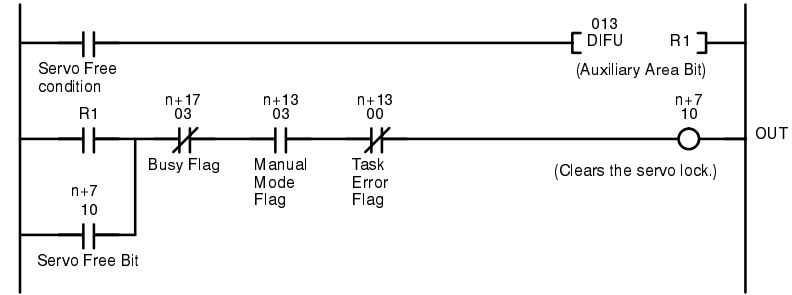 013
DIFU R1
Servo Free
condition
(Auxiliary Area Bit)
R1
n+17
03
n+13
03
n+13
00
n+7
10
OUT
Busy Flag
Manual
Mode
Flag
Task
Error
Flag
(Clears the servo lock.)
n+7
10
Servo Free Bit